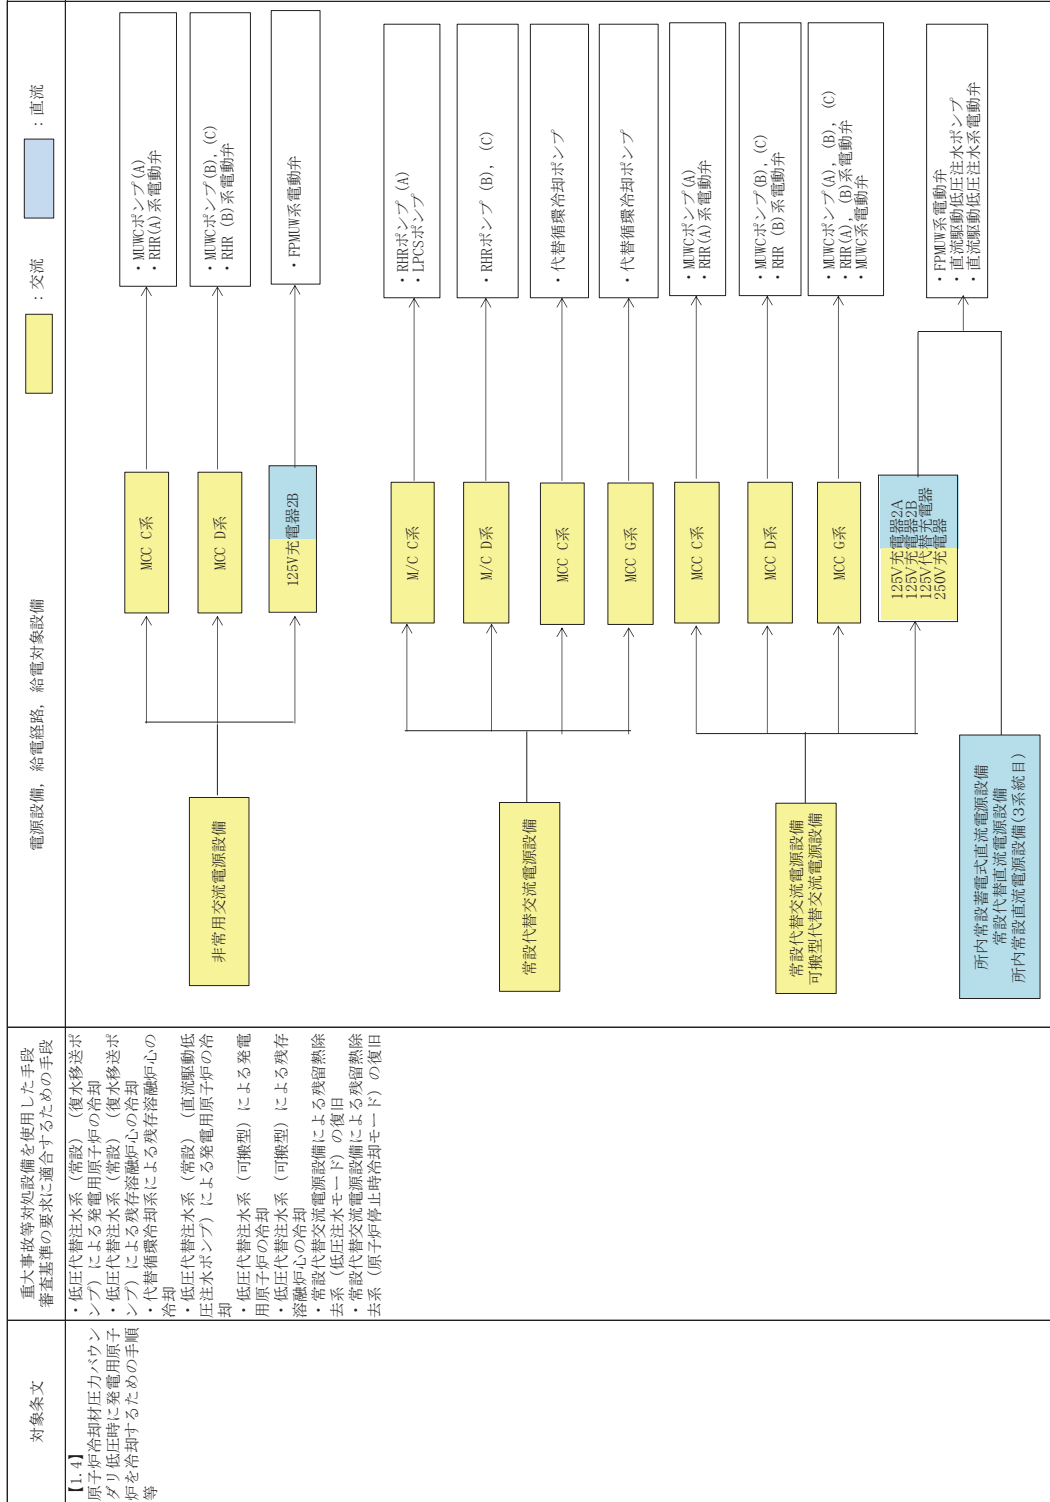 対象条文
重大事故等対処設備を使用した手段
審査基準の要求に適合するための手段
電源設備，給電経路，給電対象設備
：交流
：直流
【1.4】
原子炉冷却材圧力バウン
ダリ低圧時に発電用原子
炉を冷却するための手順
等
・低圧代替注水系（常設）（復水移送ポ
ンプ）による発電用原子炉の冷却
・低圧代替注水系（常設）（復水移送ポ
ンプ）による残存溶融炉心の冷却
・代替循環冷却系による残存溶融炉心の
冷却
・低圧代替注水系（常設）（直流駆動低
圧注水ポンプ）による発電用原子炉の冷
却
・低圧代替注水系（可搬型）による発電
用原子炉の冷却
・低圧代替注水系（可搬型）による残存
溶融炉心の冷却
・常設代替交流電源設備による残留熱除
去系（低圧注水モード）の復旧
・常設代替交流電源設備による残留熱除
去系（原子炉停止時冷却モード）の復旧
非常用交流電源設備
MCC C系
・MUWCポンプ(A)
・RHR(A)系電動弁
MCC D系
・MUWCポンプ(B)，(C)
・RHR (B)系電動弁
125V充電器2B
・FPMUW系電動弁
常設代替交流電源設備
M/C C系
・RHRポンプ (A)
・LPCSポンプ
M/C D系
・RHRポンプ (B)，(C)
MCC C系
・代替循環冷却ポンプ
MCC G系
・代替循環冷却ポンプ
常設代替交流電源設備
可搬型代替交流電源設備
MCC C系
・MUWCポンプ(A)
・RHR(A)系電動弁
MCC D系
・MUWCポンプ(B)，(C)
・RHR (B)系電動弁
MCC G系
・MUWCポンプ(A)，(B)，(C)
・RHR(A)，(B)系電動弁
・MUWC系電動弁
125V充電器2A
125V充電器2B
125V代替充電器
250V充電器
・FPMUW系電動弁
・直流駆動低圧注水ポンプ
・直流駆動低圧注水系電動弁
所内常設蓄電式直流電源設備
常設代替直流電源設備
所内常設直流電源設備(3系統目)